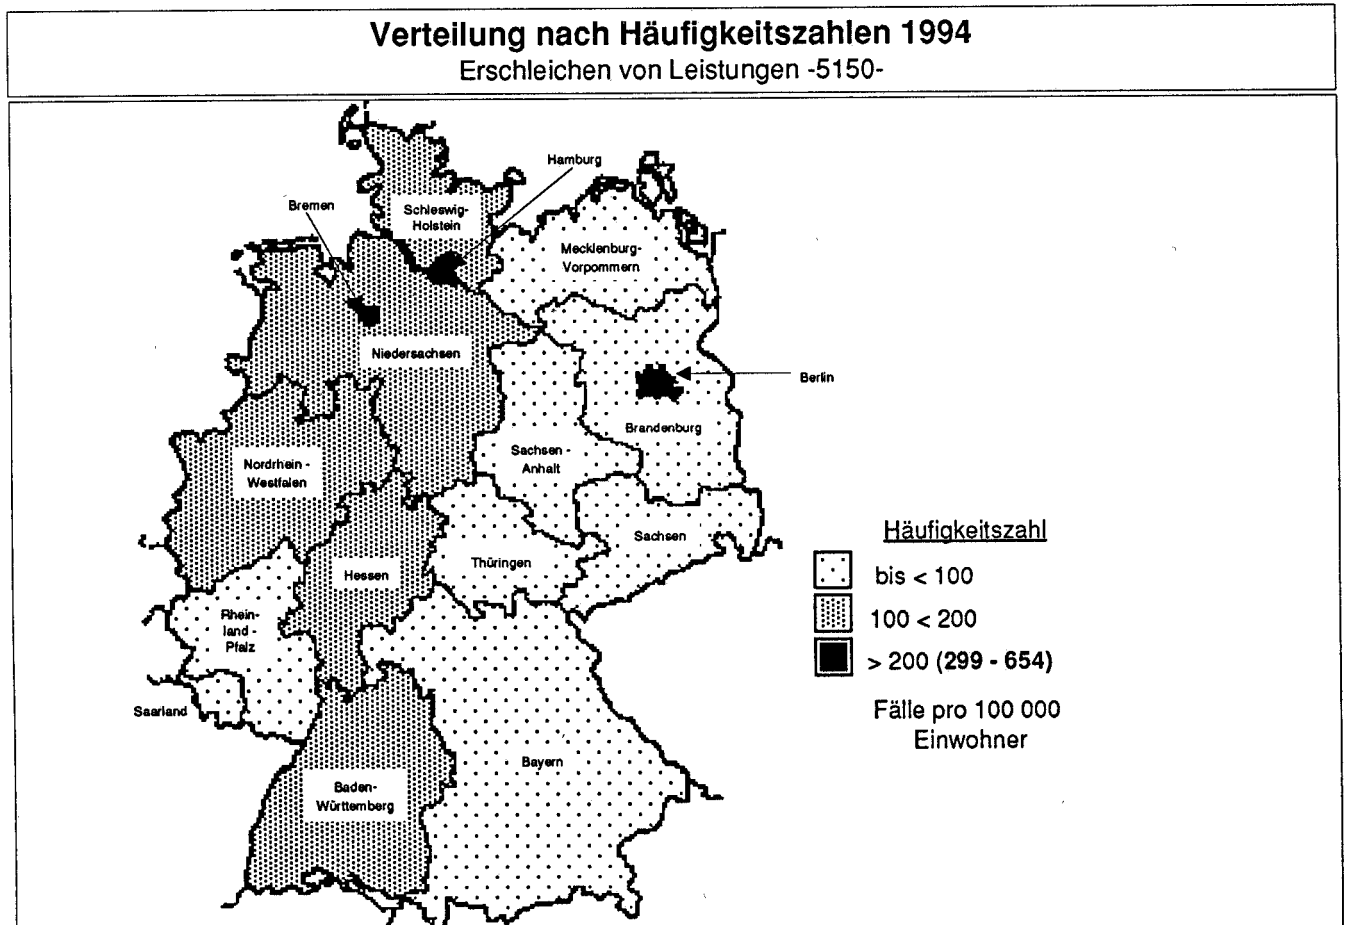 Verteilung nach Häufigkeitszahlen 1994
Erschleichen von Leistungen -5150-
Hamburg
Bremen
Schleswig-
Holstein
Mecklenburg-
Vorpommern
Niedersachsen
Berlin
Brandenburg
Sachsen -
Anhalt
Nordrhein -
Westfalen
Sachsen
Thüringen
Hessen
Rhein-
land -
Pfalz
Saarland
Bayern
Baden-
Württemberg
Häufigkeitszahl
bis < 100
100 < 200
> 200 (299 - 654)
Fälle pro 100 000
Einwohner